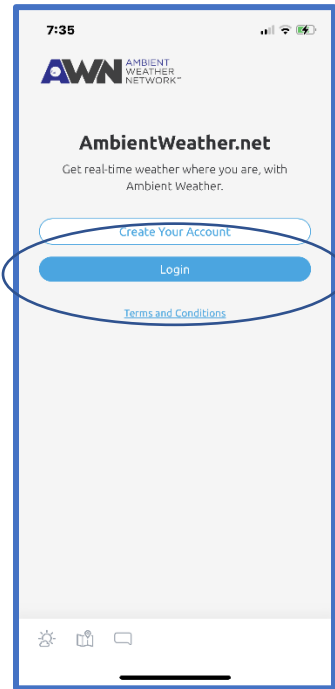 7:35
AWN AMBIENT
WEATHER
NETWORK™
AmbientWeather.net
Get real-time weather where you are, with
Ambient Weather.
Create Your Account
Login
Terms and Conditions